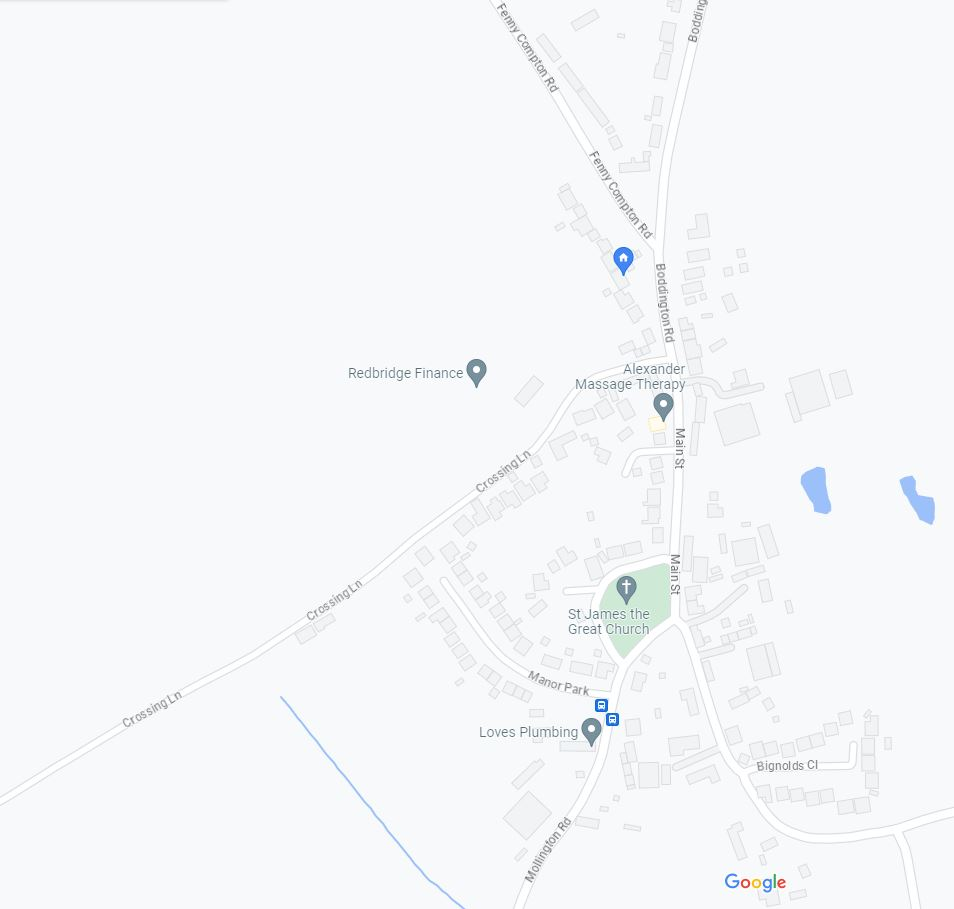 Fenny Compton Rd
Bodding
Fenny Compton Rd
Boddington Rd
Redbridge Finance
Alexander
Massage Therapy
Main St
Crossing Ln
Main St
Crossing Ln
St James the
Great Church
Manor Park
Crossing Ln
Loves Plumbing
Bignolds Cl
Mollington Rd
Google